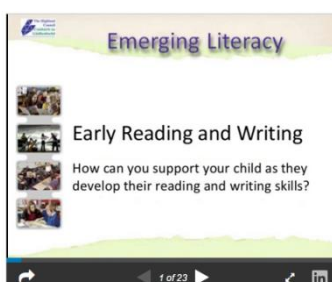 Emerging Literacy
Early Reading and Writing
How can you support your child as they
develop their reading and writing skills?
1 of 23
in